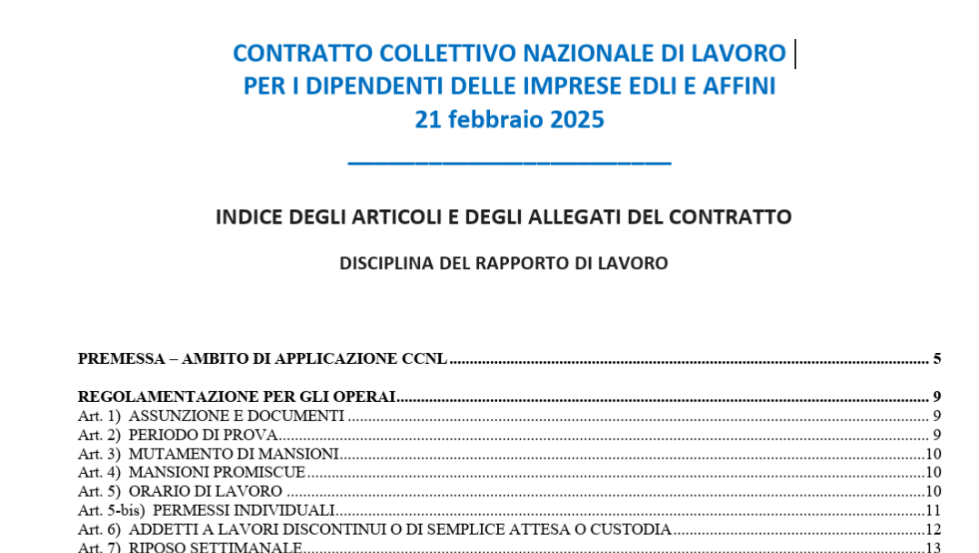 CONTRATTO COLLETTIVO NAZIONALE DI LAVORO
PER I DIPENDENTI DELLE IMPRESE EDLI E AFFINI
21 febbraio 2025
INDICE DEGLI ARTICOLI E DEGLI ALLEGATI DEL CONTRATTO
DISCIPLINA DEL RAPPORTO DI LAVORO
PREMESSA – AMBITO DI APPLICAZIONE CCNL 5
REGOLAMENTAZIONE PER GLI OPERAI 9
Art. 1) ASSUNZIONE E DOCUMENTI 9
Art. 2) PERIODO DI PROVA 9
Art. 3) MUTAMENTO DI MANSIONI 10
Art. 4) MANSIONI PROMISCUE 10
Art. 5) ORARIO DI LAVORO 10
Art. 5-bis) PERMESSI INDIVIDUALI 11
Art. 6) ADDETTI A LAVORI DISCONTINUI O DI SEMPLICE ATTESA O CUSTODIA 12
Art. 7) RIPOSO SETTIMANALE 13